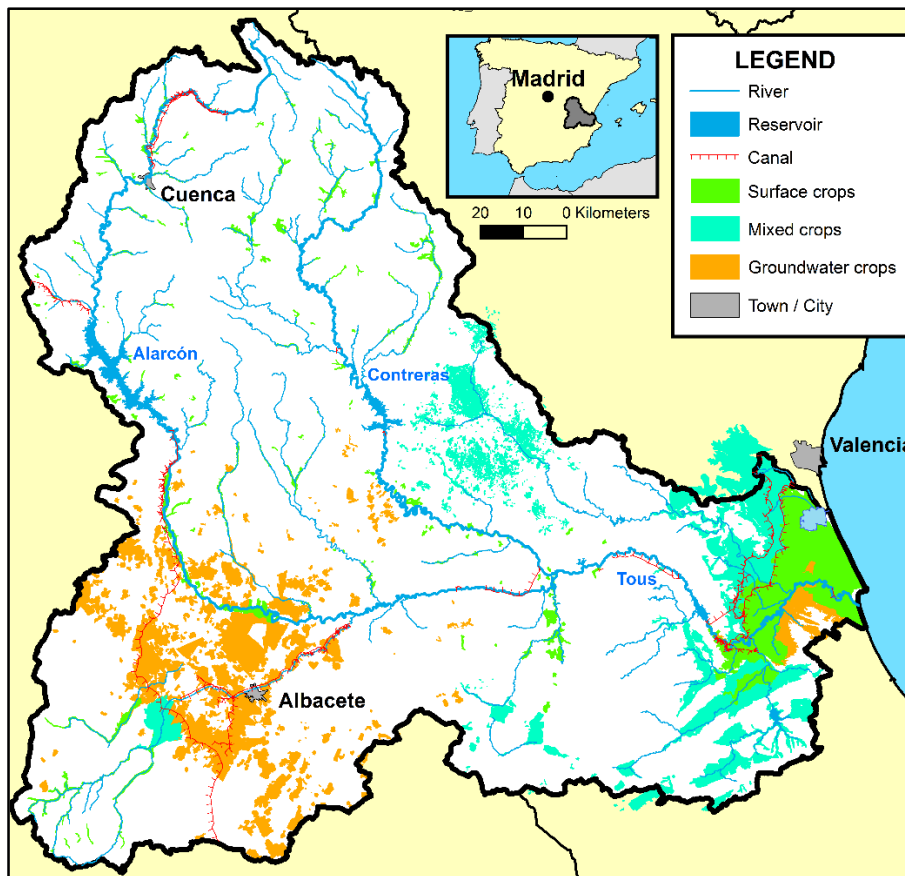 Madrid
20 10 0 Kilometers
LEGEND
River
Reservoir
Canal
Surface crops
Mixed crops
Groundwater crops
Town / City
Cuenca
Alarcón
Contreras
Valencia
Tous
Albacete